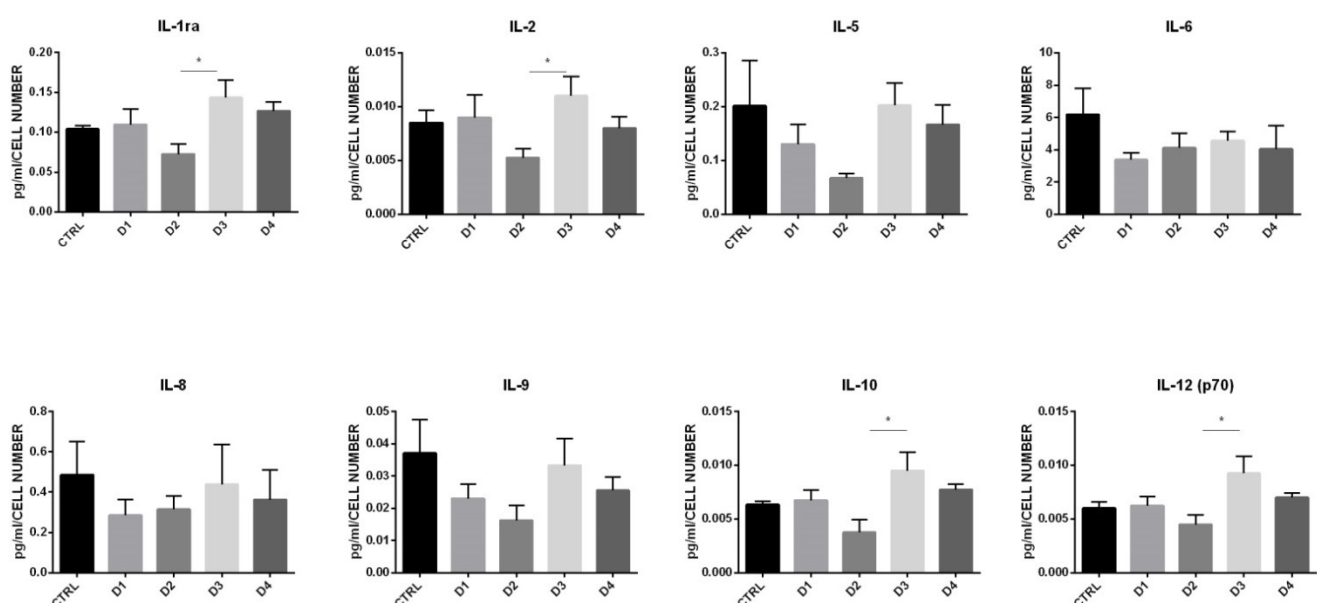 IL-1ra
IL-2
IL-5
IL-6
pg/ml/CELL NUMBER
0.20
0.15
0.10
0.05
0.00
*
CTRL
D1
D2
D3
D4
pg/ml/CELL NUMBER
0.015
0.010
0.005
0.000
*
CTRL
D1
D2
D3
D4
pg/ml/CELL NUMBER
0.3
0.2
0.1
0.0
CTRL
D1
D2
D3
D4
pg/ml/CELL NUMBER
10
8
6
4
2
0
CTRL
D1
D2
D3
D4
IL-8
IL-9
IL-10
IL-12 (p70)
pg/ml/CELL NUMBER
0.8
0.6
0.4
0.2
0.0
CTRL
D1
D2
D3
D4
pg/ml/CELL NUMBER
0.05
0.04
0.03
0.02
0.01
0.00
CTRL
D1
D2
D3
D4
pg/ml/CELL NUMBER
0.015
0.010
0.005
0.000
*
CTRL
D1
D2
D3
D4
pg/ml/CELL NUMBER
0.015
0.010
0.005
0.000
*
CTRL
D1
D2
D3
D4